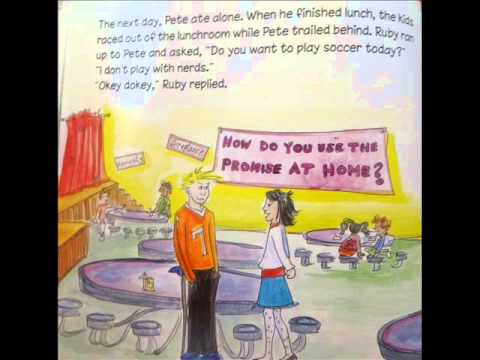 The next day, Pete ate alone. When he finished lunch, the kids
raced out of the lunchroom while Pete trailed behind. Ruby ran
up to Pete and asked, "Do you want to play soccer today?"
"I don't play with nerds."
"Okey dokey," Ruby replied.
HOW DO YOU USE THE
PROMISE AT HOME?